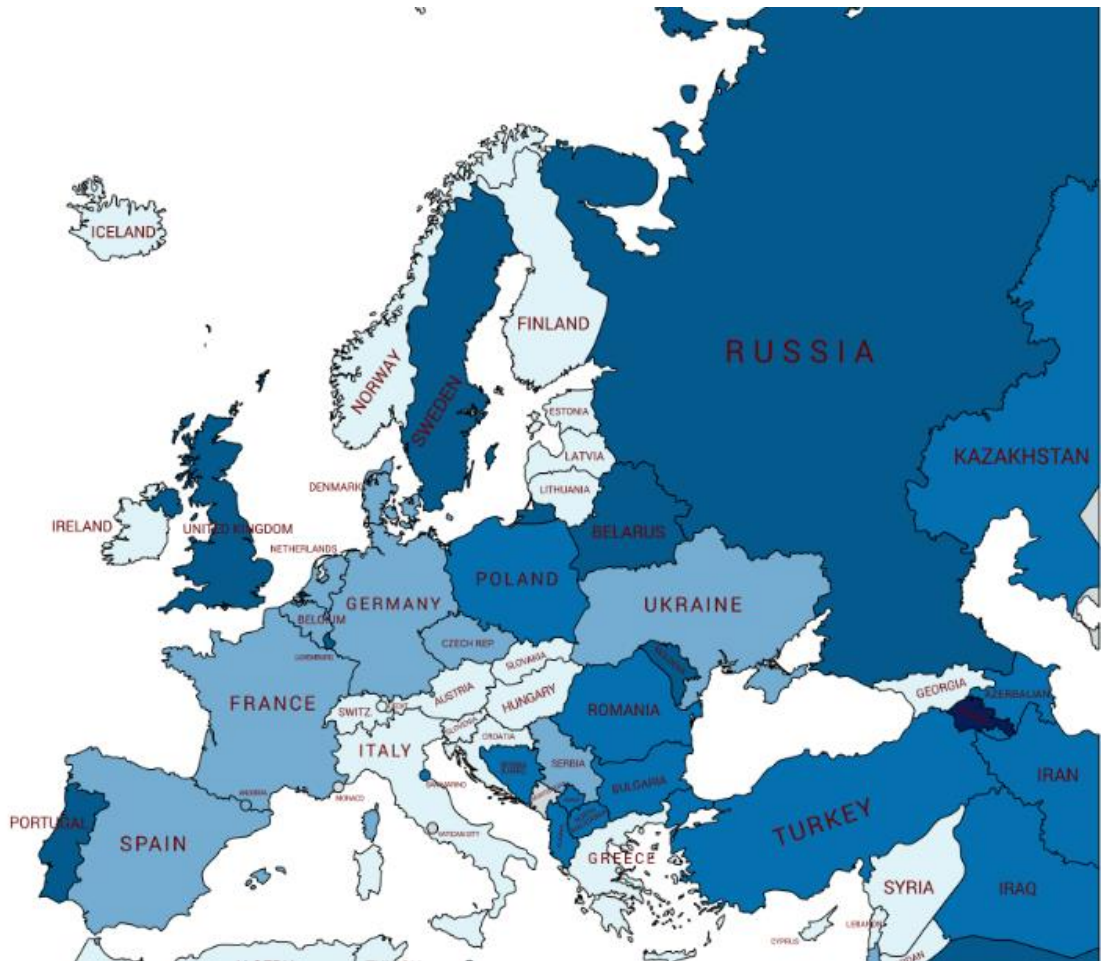 ICELAND
FINLAND
RUSSIA
NORWAY
SWEDEN
ESTONIA
LATVIA
KAZAKHSTAN
DENMARK
LITHUANIA
IRELAND
UNITED KINGDOM
BELARUS
NETHERLANDS
POLAND
GERMANY
UKRAINE
BELGIUM
CZECH REP.
LUXEMBURG
SLOVAKIA
AUSTRIA
HUNGARY
GEORGIA
AZERBAIJAN
FRANCE
SWITZ.
SLOVENIA
ROMANIA
CROATIA
ITALY
SERBIA
IRAN
SAN MARINO
BULGARIA
ANDORRA
MONACO
PORTUGAL
TURKEY
SPAIN
VATICAN CITY
GREECE
SYRIA
IRAQ
LEBANON
CYPRUS